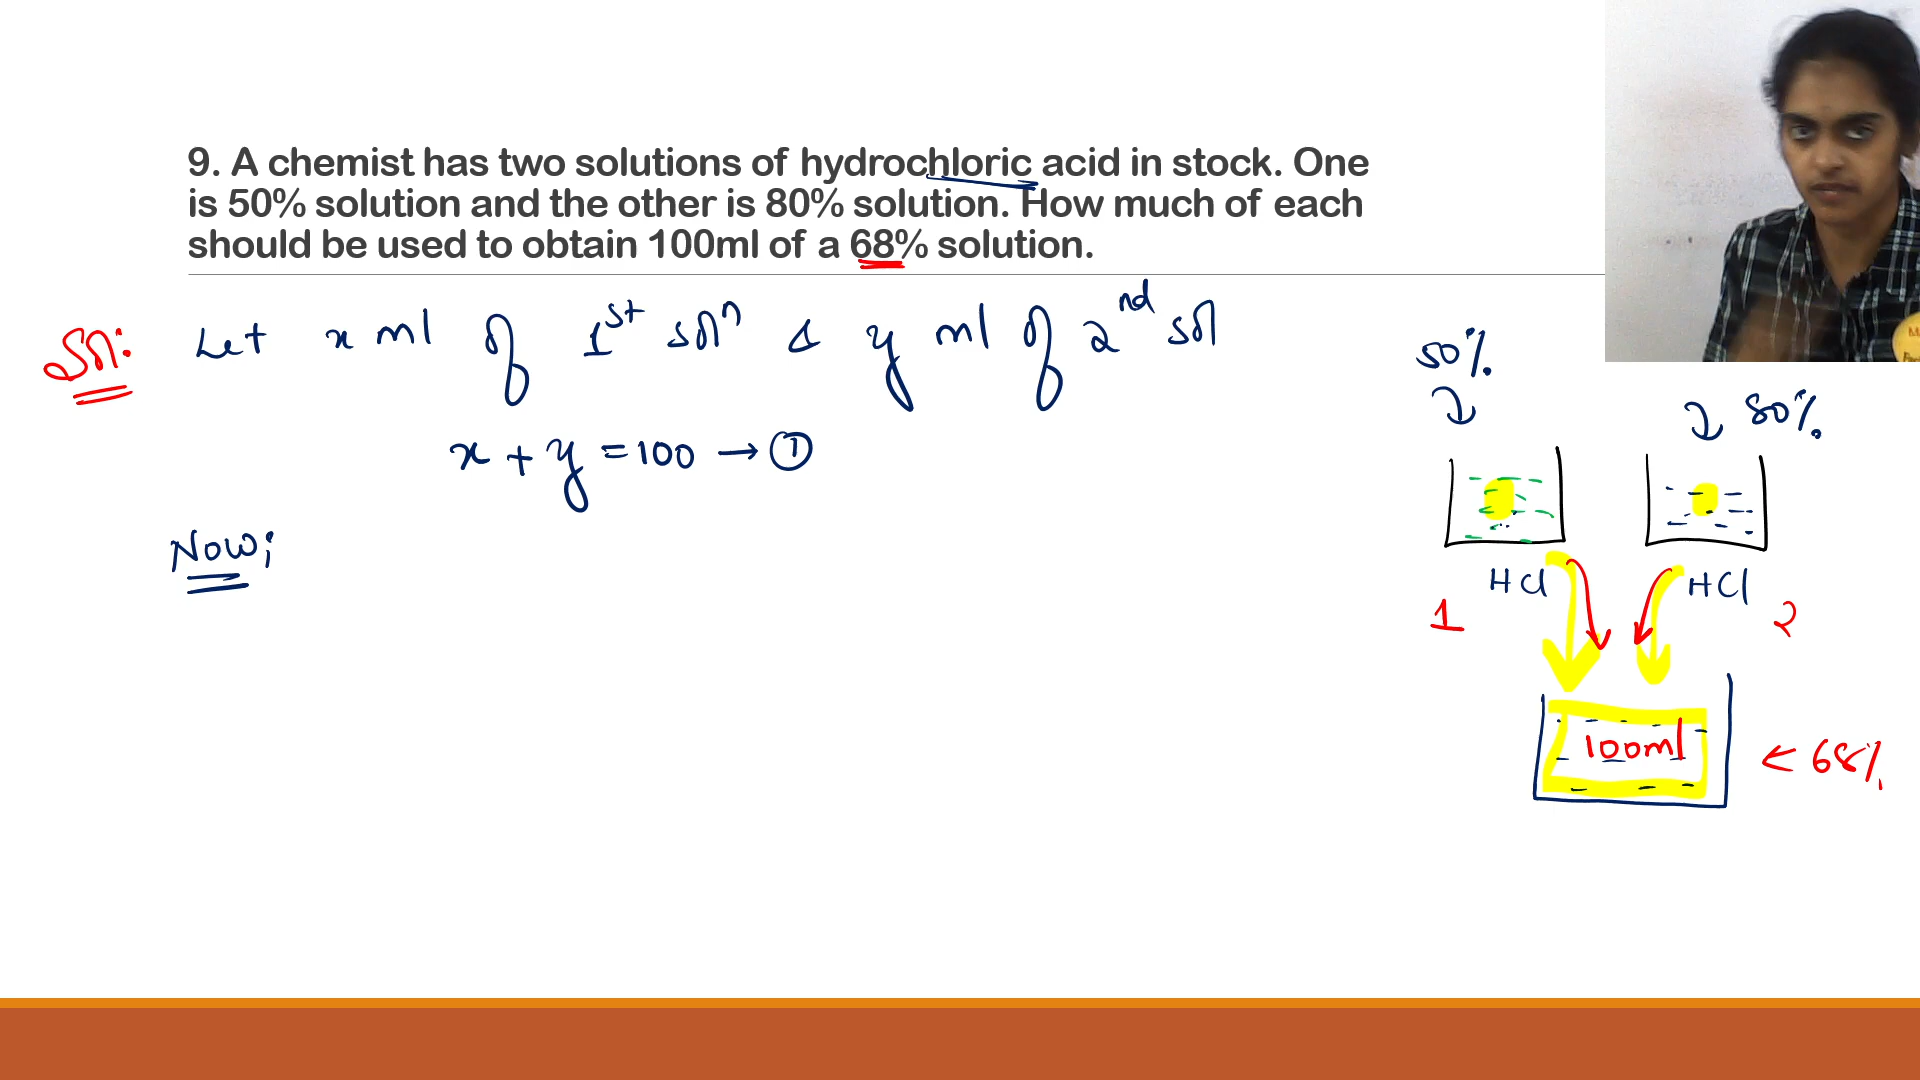 9. A chemist has two solutions of hydrochloric acid in stock. One
is 50% solution and the other is 80% solution. How much of each
should be used to obtain 100ml of a 68% solution.
Sol: Let x ml of 1st solⁿ & y ml of 2nd sol
x + y = 100 → ①
Now;
50%
80%
HCl
HCl
1
2
100ml
← 68%